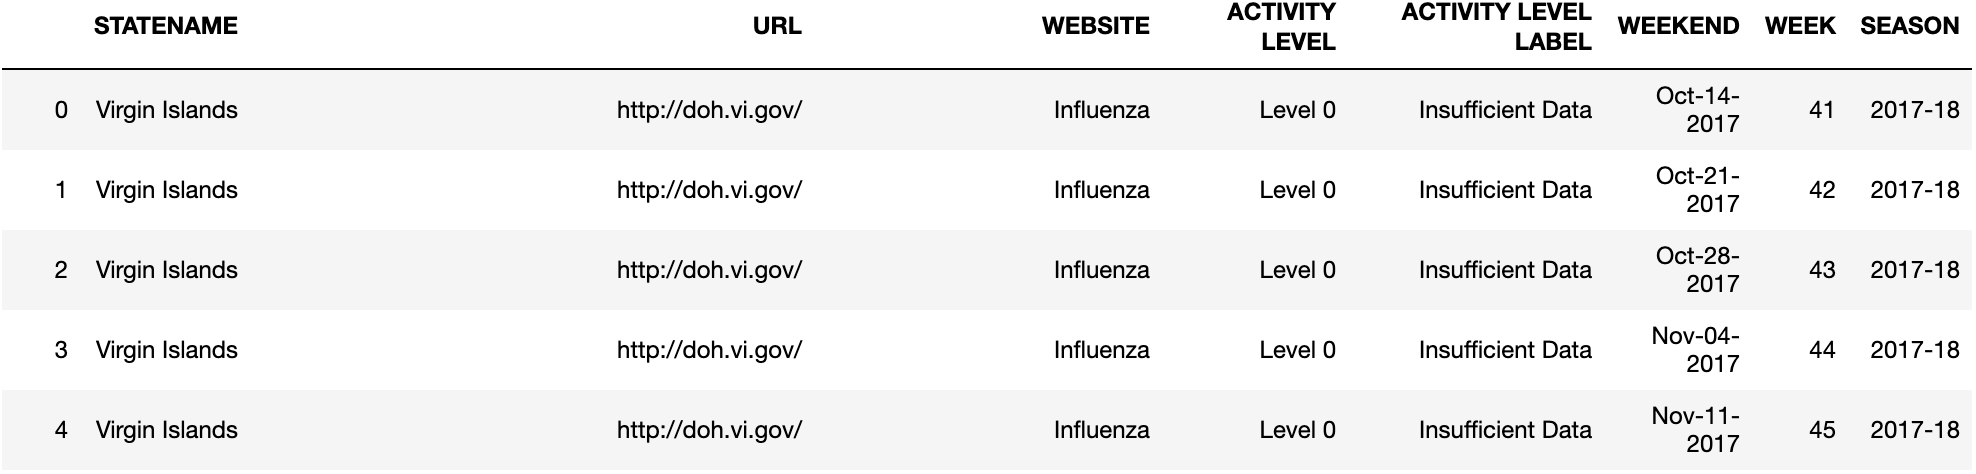 STATENAME URL WEBSITE ACTIVITY LEVEL ACTIVITY LEVEL LABEL WEEKEND WEEK SEASON
0 Virgin Islands http://doh.vi.gov/ Influenza Level 0 Insufficient Data Oct-14-2017 41 2017-18
1 Virgin Islands http://doh.vi.gov/ Influenza Level 0 Insufficient Data Oct-21-2017 42 2017-18
2 Virgin Islands http://doh.vi.gov/ Influenza Level 0 Insufficient Data Oct-28-2017 43 2017-18
3 Virgin Islands http://doh.vi.gov/ Influenza Level 0 Insufficient Data Nov-04-2017 44 2017-18
4 Virgin Islands http://doh.vi.gov/ Influenza Level 0 Insufficient Data Nov-11-2017 45 2017-18